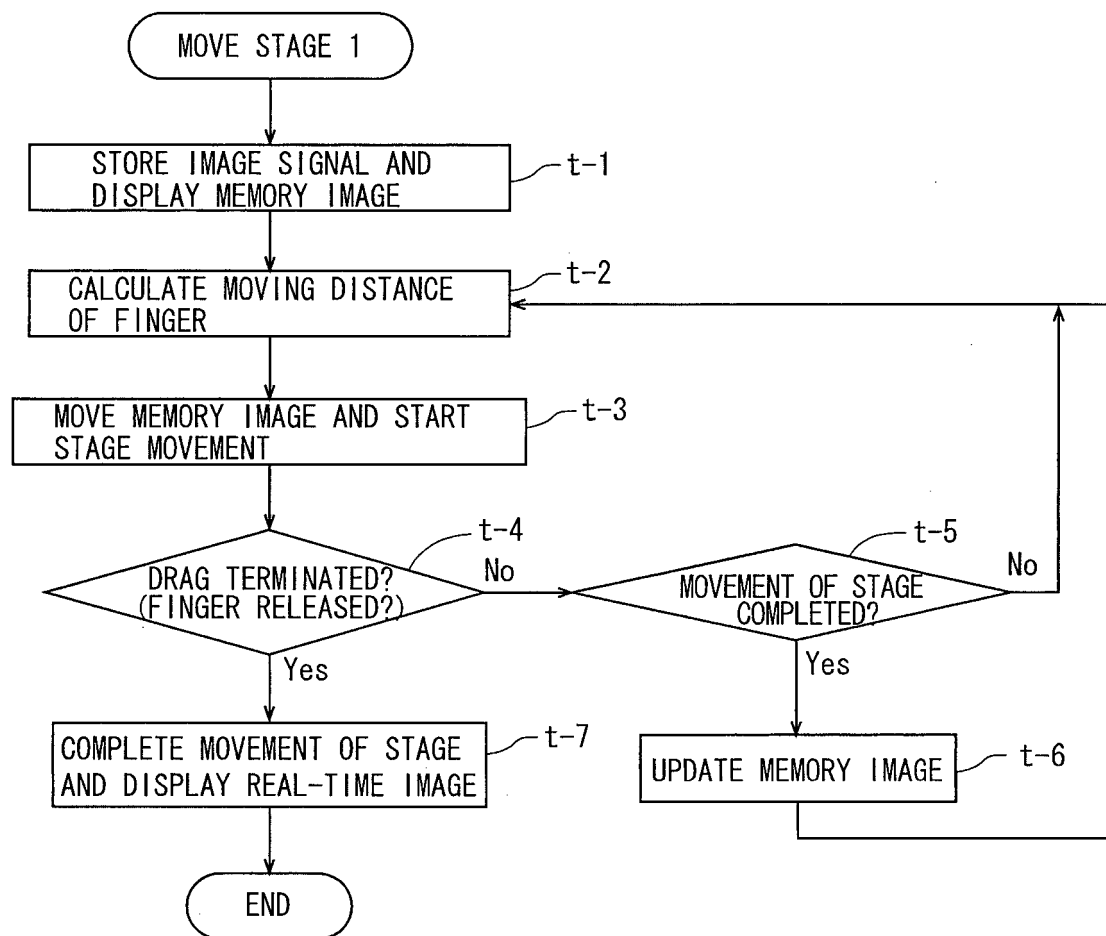 MOVE STAGE 1
STORE IMAGE SIGNAL AND
DISPLAY MEMORY IMAGE
t-1
CALCULATE MOVING DISTANCE
OF FINGER
t-2
MOVE MEMORY IMAGE AND START
STAGE MOVEMENT
t-3
DRAG TERMINATED?
(FINGER RELEASED?)
t-4
No
Yes
MOVEMENT OF STAGE
COMPLETED?
t-5
No
Yes
COMPLETE MOVEMENT OF STAGE
AND DISPLAY REAL-TIME IMAGE
t-7
UPDATE MEMORY IMAGE
t-6
END